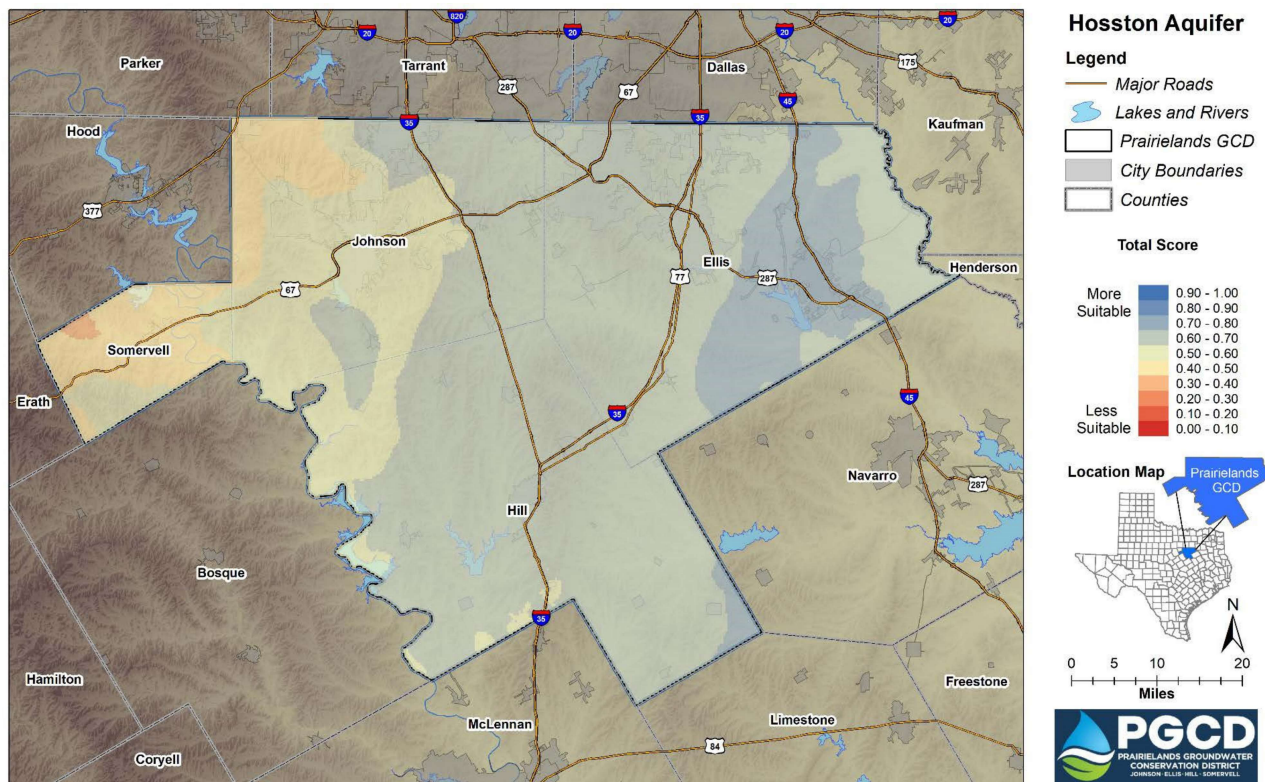 Hosston Aquifer
Legend
Major Roads
Lakes and Rivers
Prairielands GCD
City Boundaries
Counties
Total Score
More
Suitable
0.90 - 1.00
0.80 - 0.90
0.70 - 0.80
0.60 - 0.70
0.50 - 0.60
0.40 - 0.50
0.30 - 0.40
0.20 - 0.30
0.10 - 0.20
0.00 - 0.10
Less
Suitable
Location Map
Prairielands
GCD
N
0 5 10 20
Miles
PGCD
PRAIRIELANDS GROUNDWATER
CONSERVATION DISTRICT
JOHNSON · ELLIS · HILL · SOMERVELL
820
20
20
20
Parker
Tarrant
Dallas
175
287
67
45
Hood
35
35
Kaufman
377
Johnson
Ellis
77
287
Henderson
67
Somervell
Erath
35
45
Navarro
287
Hill
Bosque
35
Hamilton
Freestone
McLennan
Limestone
84
Coryell